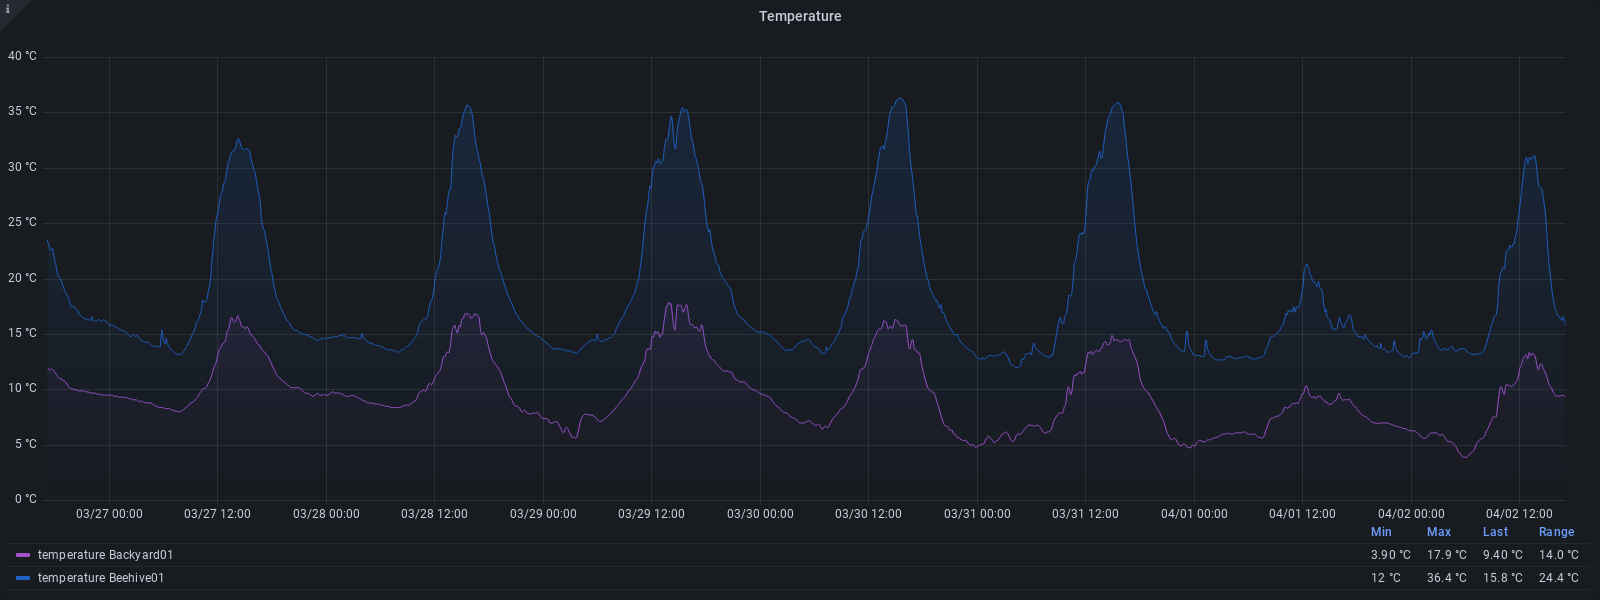 i
Temperature
40 °C
35 °C
30 °C
25 °C
20 °C
15 °C
10 °C
5 °C
0 °C
03/27 00:00 03/27 12:00 03/28 00:00 03/28 12:00 03/29 00:00 03/29 12:00 03/30 00:00 03/30 12:00 03/31 00:00 03/31 12:00 04/01 00:00 04/01 12:00 04/02 00:00 04/02 12:00
Min Max Last Range
temperature Backyard01 3.90 °C 17.9 °C 9.40 °C 14.0 °C
temperature Beehive01 12 °C 36.4 °C 15.8 °C 24.4 °C